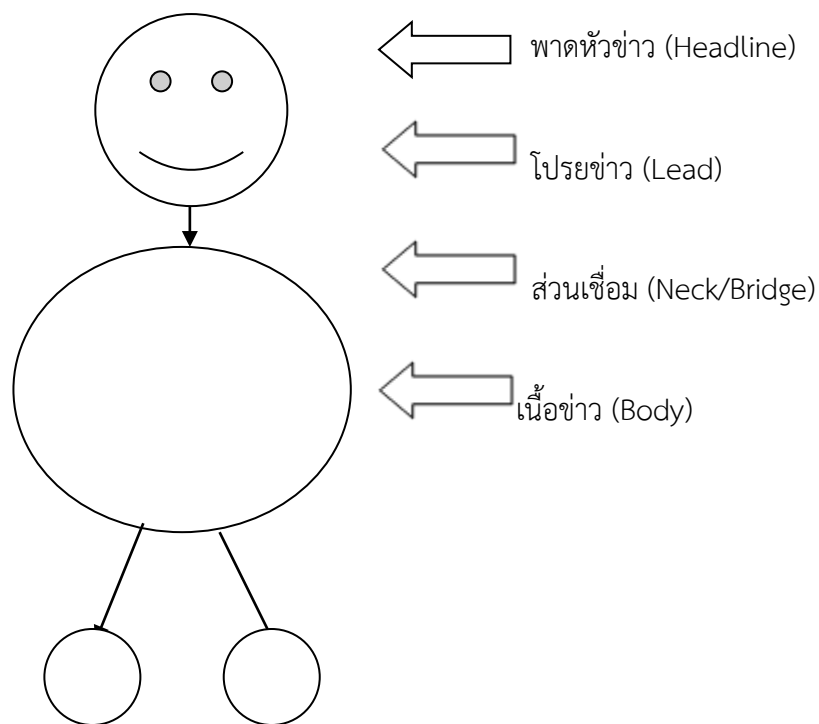 พาดหัวข่าว (Headline)
โปรยข่าว (Lead)
ส่วนเชื่อม (Neck/Bridge)
เนื้อข่าว (Body)